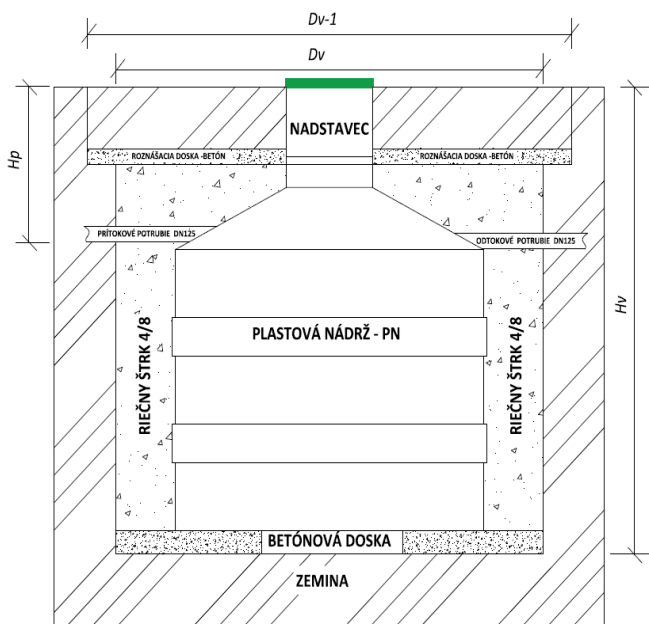 Dv-1
Dv
NADSTAVEC
ROZNÁŠACIA DOSKA -BETÓN
ROZNÁŠACIA DOSKA -BETÓN
Hp
PRÍTOKOVÉ POTRUBIE DN125
ODTOKOVÉ POTRUBIE DN125
Hv
PLASTOVÁ NÁDRŽ - PN
RIEČNY ŠTRK 4/8
RIEČNY ŠTRK 4/8
BETÓNOVÁ DOSKA
ZEMINA